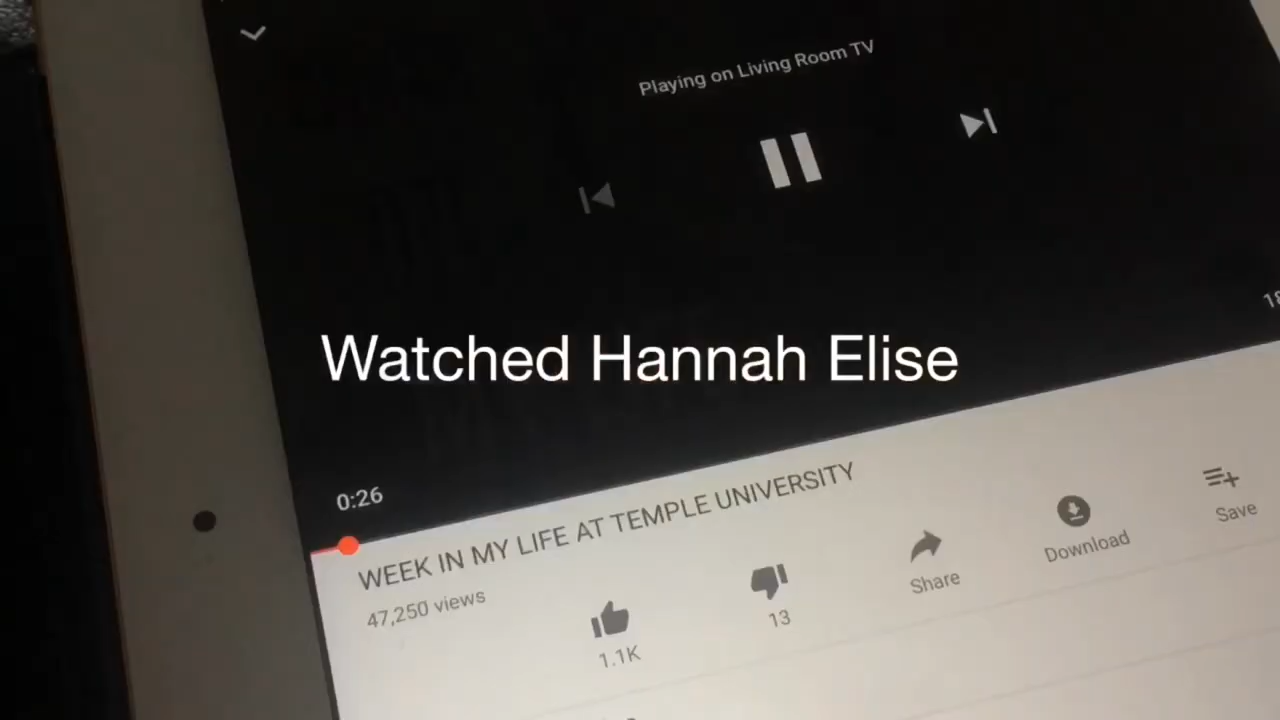 Playing on Living Room TV
Watched Hannah Elise
0:26
WEEK IN MY LIFE AT TEMPLE UNIVERSITY
47,250 views
1.1K
13
Share
Download
Save